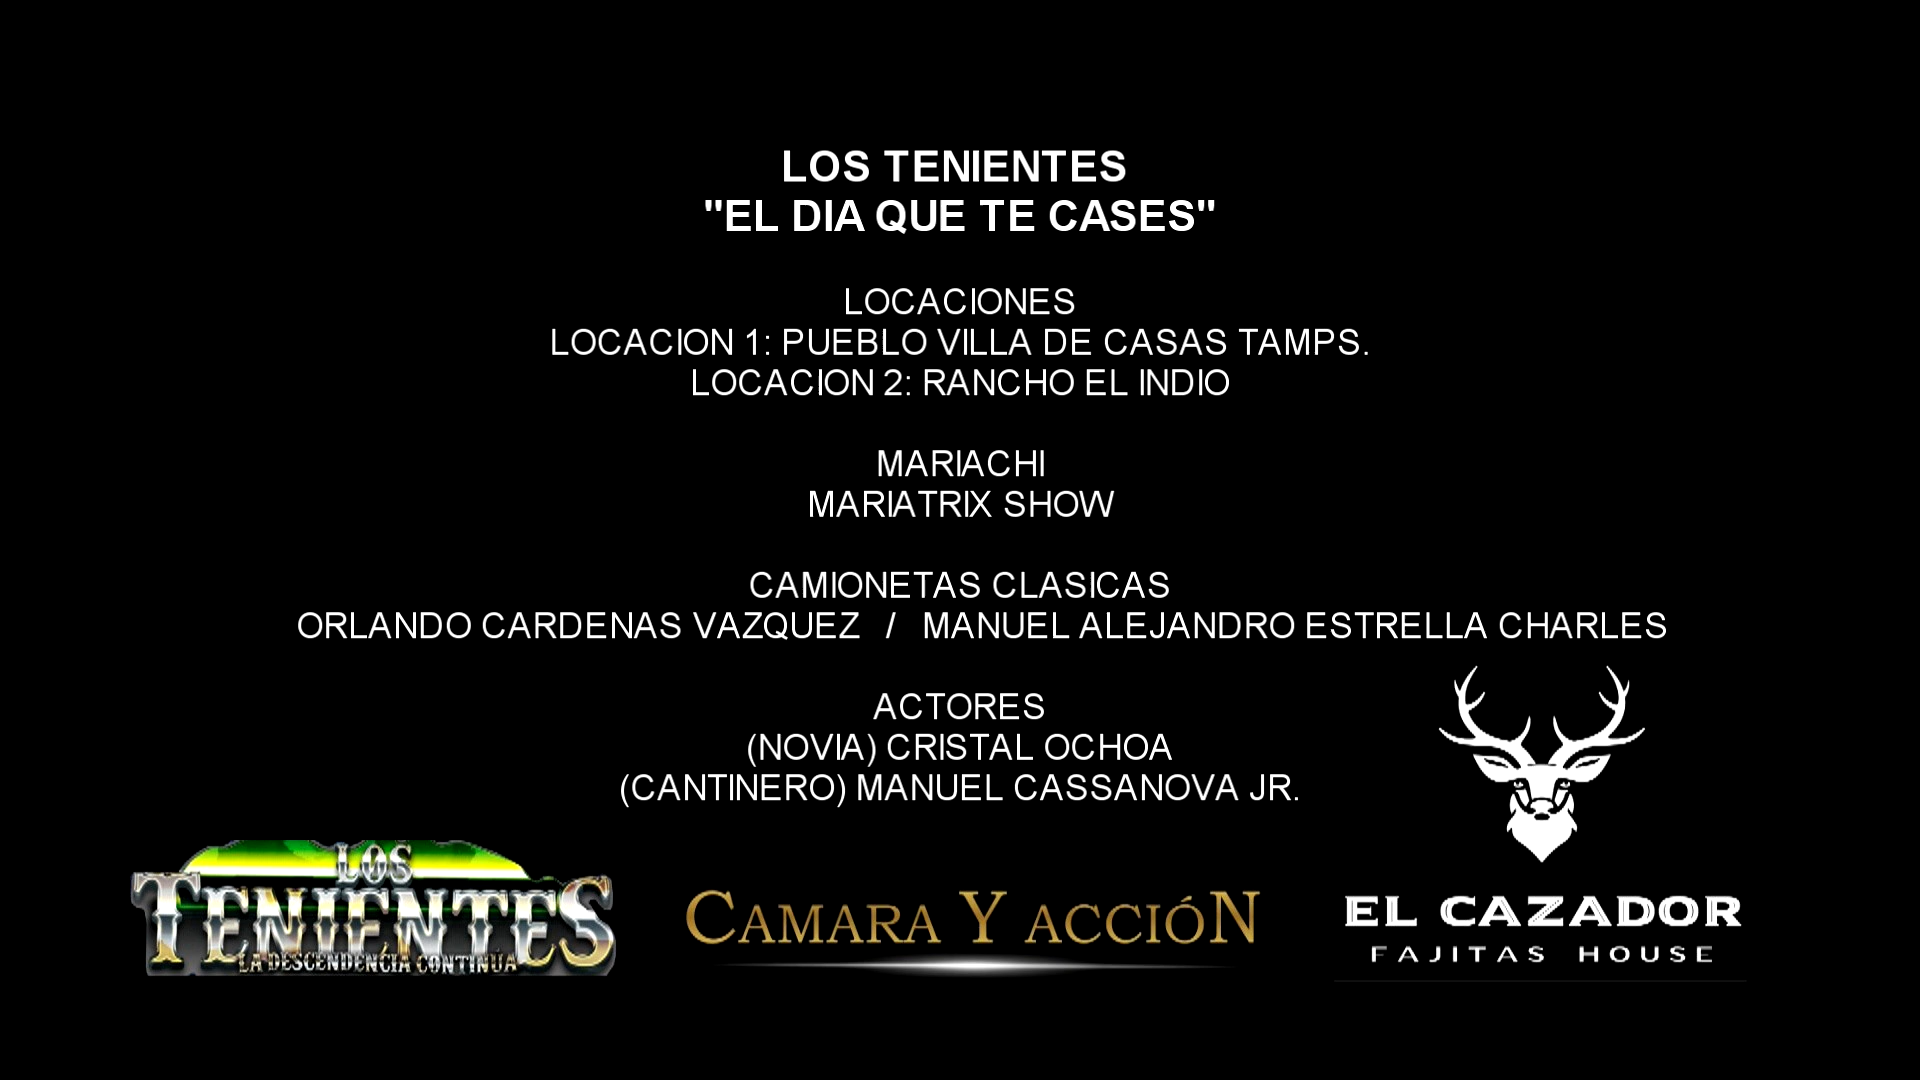 LOS TENIENTES
"EL DIA QUE TE CASES"
LOCACIONES
LOCACION 1: PUEBLO VILLA DE CASAS TAMPS.
LOCACION 2: RANCHO EL INDIO
MARIACHI
MARIATRIX SHOW
CAMIONETAS CLASICAS
ORLANDO CARDENAS VAZQUEZ / MANUEL ALEJANDRO ESTRELLA CHARLES
ACTORES
(NOVIA) CRISTAL OCHOA
(CANTINERO) MANUEL CASSANOVA JR.
LOS
TENIENTES
LA DESCENDENCIA CONTINUA
CAMARA Y ACCIÓN
EL CAZADOR
FAJITAS HOUSE